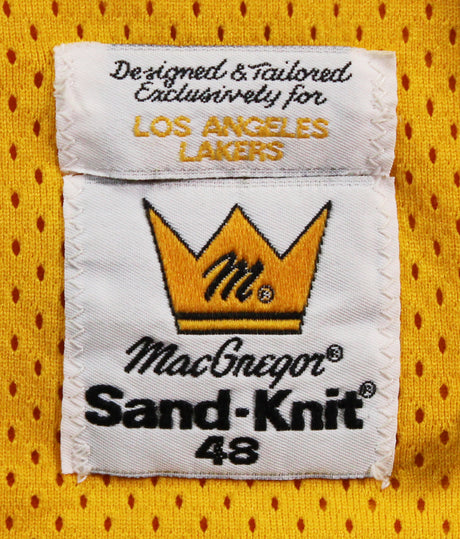 Designed & Tailored
Exclusively for
LOS ANGELES
LAKERS
M®
MacGregor®
Sand-Knit®
48